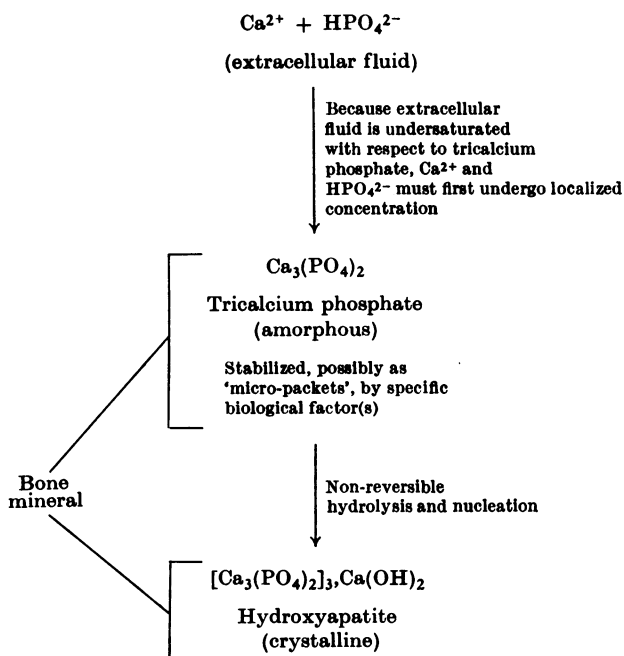 Ca²⁺ + HPO₄²⁻
(extracellular fluid)
Because extracellular
fluid is undersaturated
with respect to tricalcium
phosphate, Ca²⁺ and
HPO₄²⁻ must first undergo localized
concentration
Ca₃(PO₄)₂
Tricalcium phosphate
(amorphous)
Stabilized, possibly as
‘micro-packets’, by specific
biological factor(s)
Bone
mineral
Non-reversible
hydrolysis and nucleation
[Ca₃(PO₄)₂]₃,Ca(OH)₂
Hydroxyapatite
(crystalline)